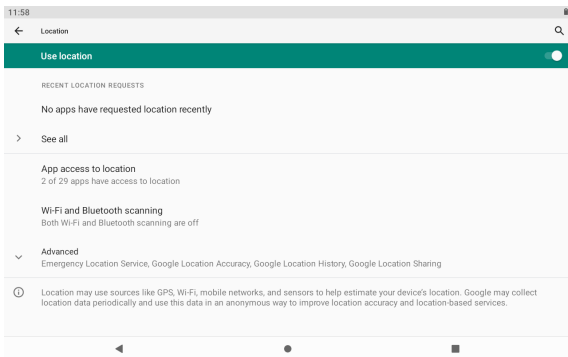 11:58
Location
Use location
RECENT LOCATION REQUESTS
No apps have requested location recently
See all
App access to location
2 of 29 apps have access to location
Wi-Fi and Bluetooth scanning
Both Wi-Fi and Bluetooth scanning are off
Advanced
Emergency Location Service, Google Location Accuracy, Google Location History, Google Location Sharing
Location may use sources like GPS, Wi-Fi, mobile networks, and sensors to help estimate your device's location. Google may collect
location data periodically and use this data in an anonymous way to improve location accuracy and location-based services.